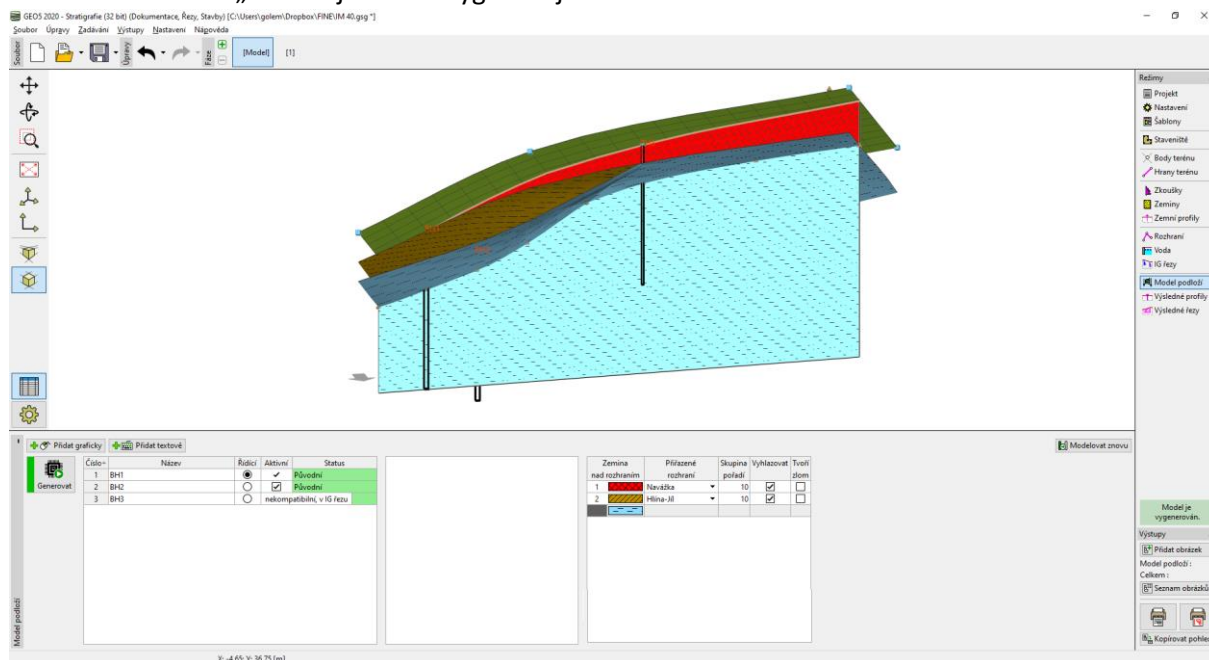 GEO5 2020 - Stratigrafie (32 bit) (Dokumentace, Řezy, Stavby) [C:\Users\golem\Dropbox\FINE\IM 40.gsg *]
Soubor Úpravy Zadávání Výstupy Nastavení Nápověda
Soubor Úpravy Fáze [Model] [1]
Režimy
Projekt
Nastavení
Šablony
Staveniště
Body terénu
Hrany terénu
Zkoušky
Zeminy
Zemní profily
Rozhraní
Voda
IG řezy
Model podloží
Výsledné profily
Výsledné řezy
Přidat graficky Přidat textově Modelovat znovu
Generovat
Číslo Název Řídící Aktivní Status
1 BH1 Původní
2 BH2 Původní
3 BH3 nekompatibilní, v IG řezu
Zemina Přiřazené Skupina Vyhlazovat Tvoří
nad rozhraním rozhraní pořadí zlom
1 Navážka 10
2 Hlína-Jíl 10
Model je
vygenerován.
Výstupy
Přidat obrázek
Model podloží :
Celkem :
Seznam obrázků
Kopírovat pohled
Model podloží
X: -4,65; Y: 36,75 [m]